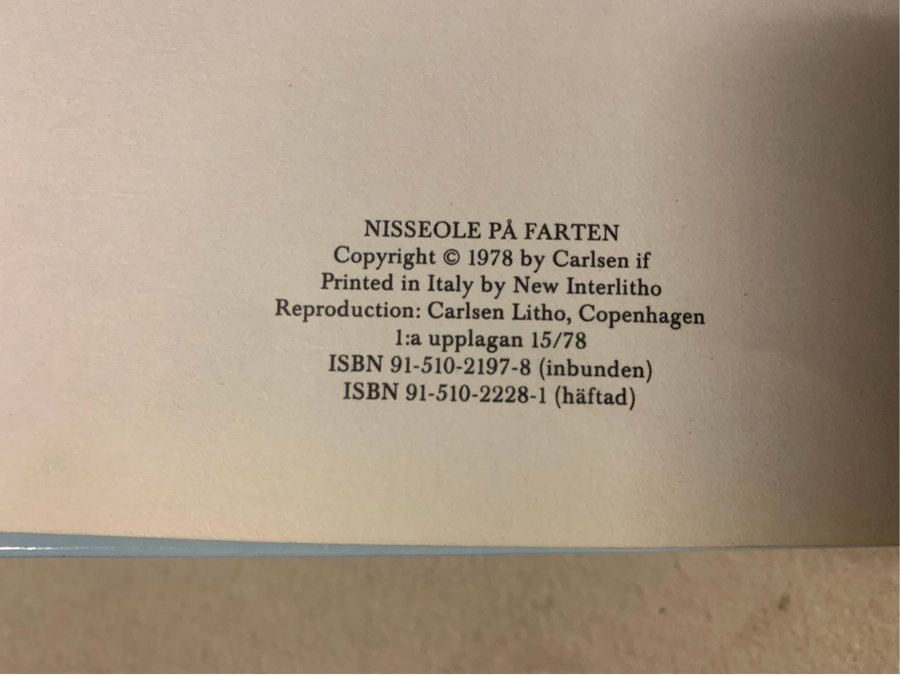 NISSEOLE PÅ FARTEN
Copyright © 1978 by Carlsen if
Printed in Italy by New Interlitho
Reproduction: Carlsen Litho, Copenhagen
1:a upplagan 15/78
ISBN 91-510-2197-8 (inbunden)
ISBN 91-510-2228-1 (häftad)